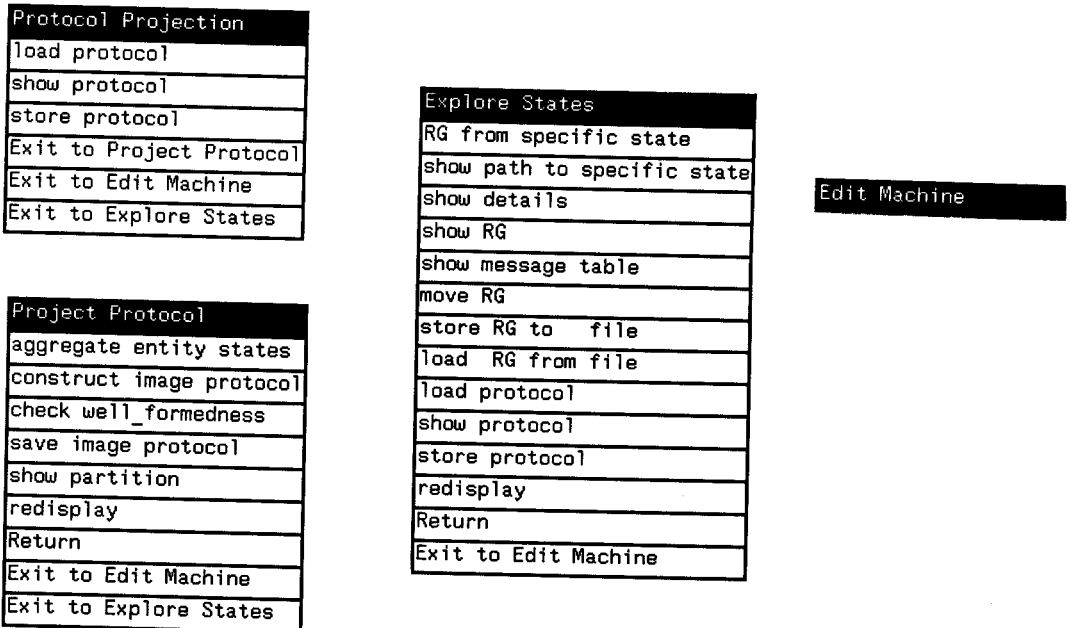 Protocol Projection
load protocol
show protocol
store protocol
Exit to Project Protocol
Exit to Edit Machine
Exit to Explore States
Project Protocol
aggregate entity states
construct image protocol
check well_formedness
save image protocol
show partition
redisplay
Return
Exit to Edit Machine
Exit to Explore States
Explore States
RG from specific state
show path to specific state
show details
show RG
show message table
move RG
store RG to file
load RG from file
load protocol
show protocol
store protocol
redisplay
Return
Exit to Edit Machine
Edit Machine